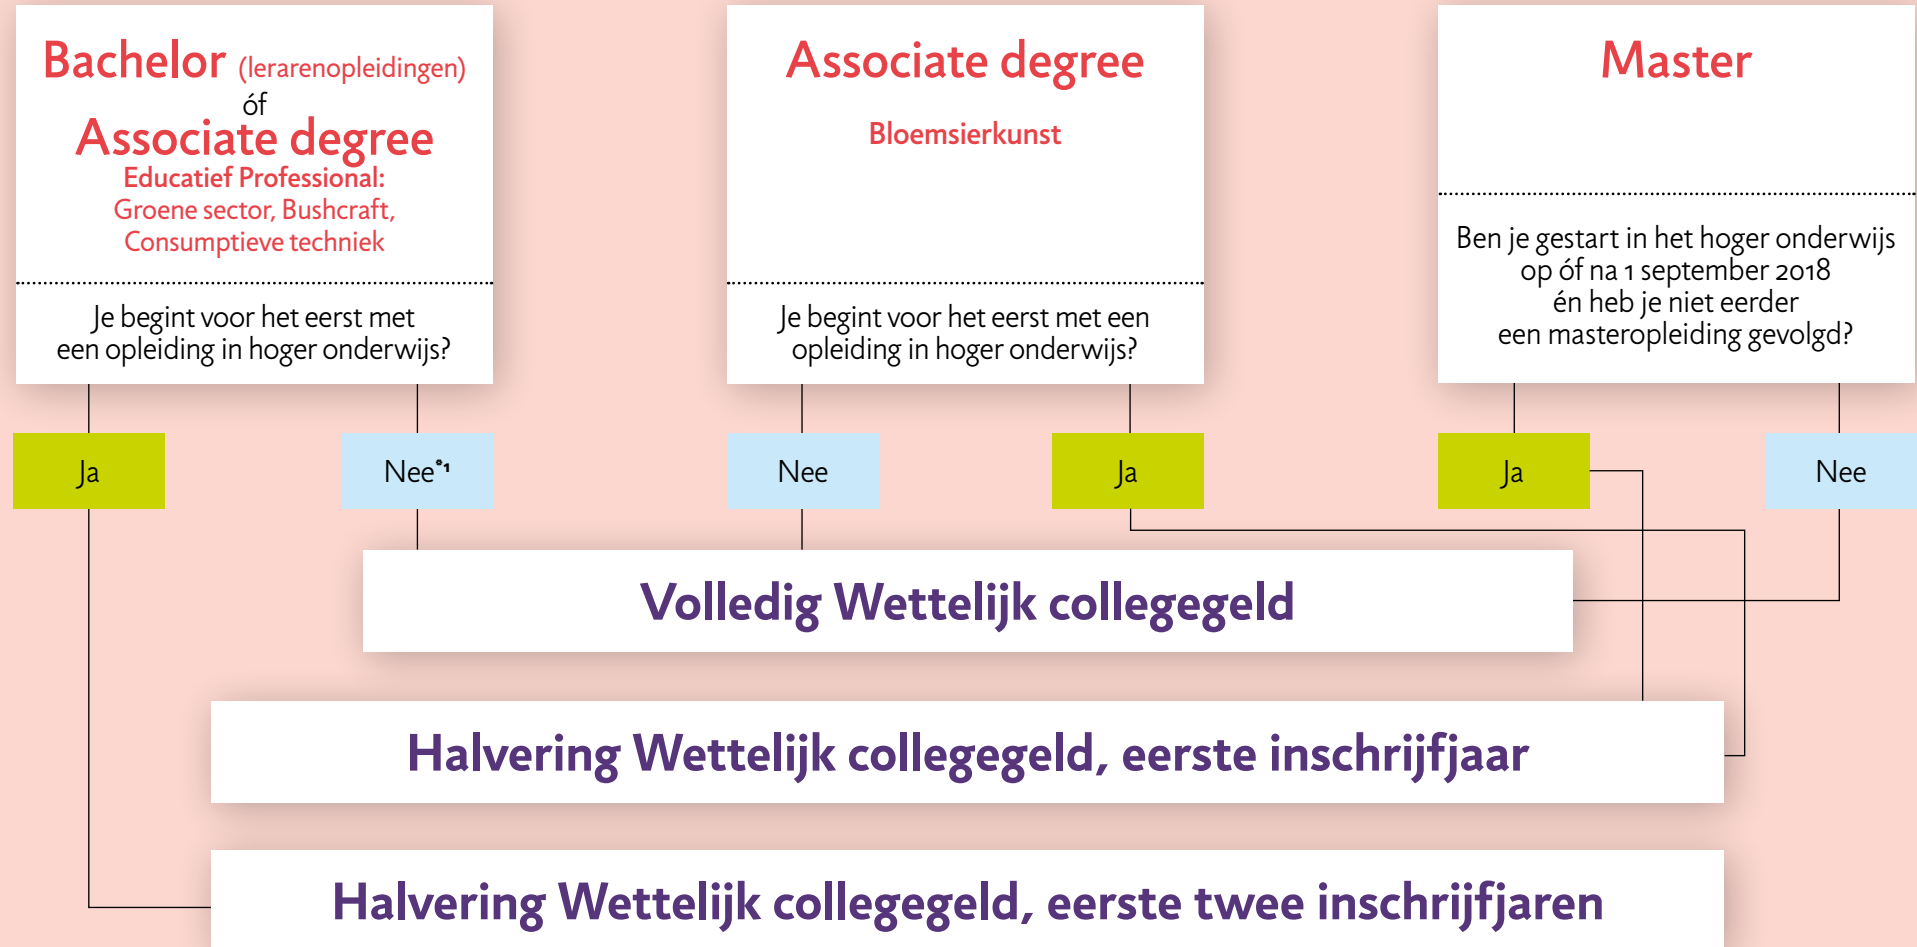 Bachelor (lerarenopleidingen)
óf
Associate degree
Educatief Professional:
Groene sector, Bushcraft,
Consumptieve techniek
Je begint voor het eerst met
een opleiding in hoger onderwijs?
Associate degree
Bloemsierkunst
Je begint voor het eerst met een
opleiding in hoger onderwijs?
Master
Ben je gestart in het hoger onderwijs
op óf na 1 september 2018
én heb je niet eerder
een masteropleiding gevolgd?
Ja
Nee*1
Nee
Ja
Ja
Nee
Volledig Wettelijk collegegeld
Halvering Wettelijk collegegeld, eerste inschrijfjaar
Halvering Wettelijk collegegeld, eerste twee inschrijfjaren